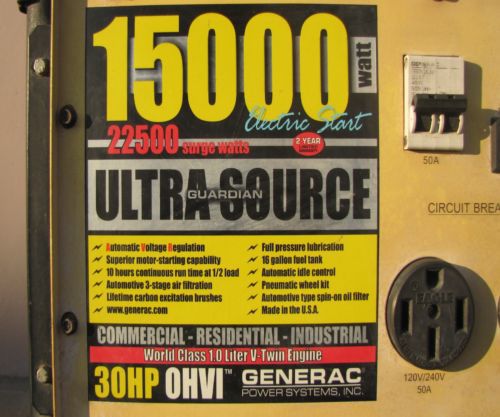 15000 watt
Electric Start
22500 surge watts
2 YEAR
GUARDIAN
ULTRA SOURCE
Automatic Voltage Regulation
Superior motor-starting capability
10 hours continuous run time at 1/2 load
Automotive 3-stage air filtration
Lifetime carbon excitation brushes
www.generac.com
Full pressure lubrication
16 gallon fuel tank
Automatic idle control
Pneumatic wheel kit
Automotive type spin-on oil filter
Made in the U.S.A.
COMMERCIAL - RESIDENTIAL - INDUSTRIAL
World Class 1.0 Liter V-Twin Engine
30HP OHVI™ GENERAC
POWER SYSTEMS, INC.
50A
CIRCUIT BREA
EAGLE
120V/240V
50A